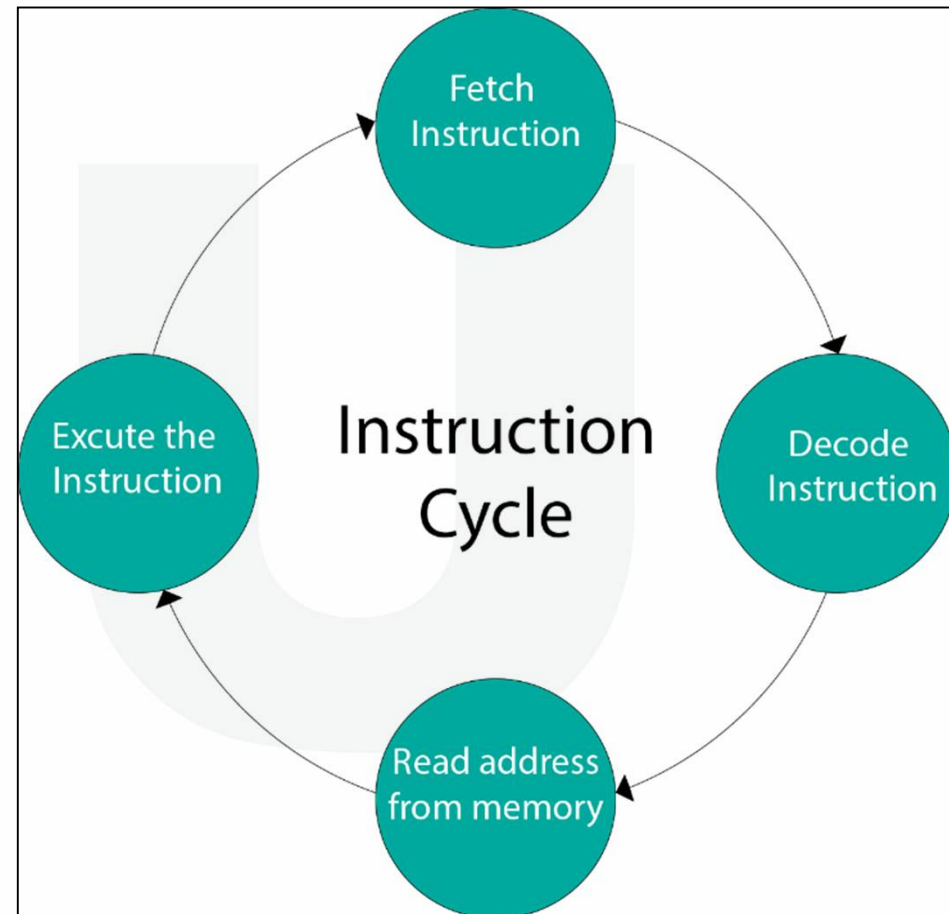 Fetch
Instruction
Excute the
Instruction
Instruction
Cycle
Decode
Instruction
Read address
from memory